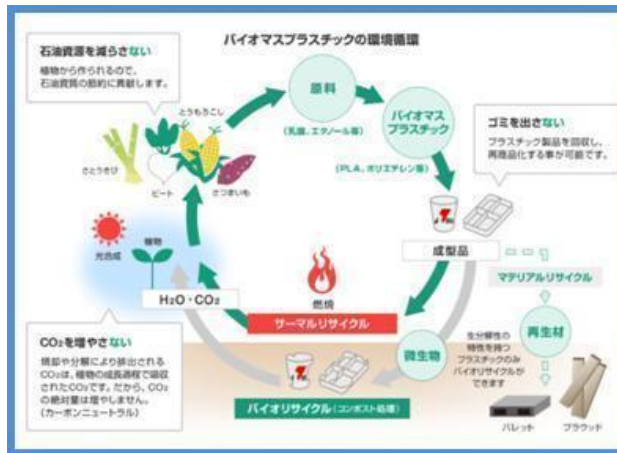 バイオマスプラスチックの環境循環
石油資源を減らさない
植物から作られるので、
石油資質の節約に貢献します。
とうもろこし
さとうきび
ビート
さつまいも
原料
(乳酸、エタノール等)
バイオマス
プラスチック
(PLA、ポリエチレン等)
ゴミを出さない
プラスチック製品を回収し、
再商品化する事が可能です。
成型品
マテリアルリサイクル
再生材
パレット
プラウッド
光合成
植物
H2O・CO2
燃焼
サーマルリサイクル
微生物
生分解性の
特性を持つ
プラスチックのみ
バイオリサイクルが
できます
バイオリサイクル(コンポスト処理)
CO2を増やさない
焼却や分解により排出される
CO2は、植物の成長過程で吸収
されたCO2です。だから、CO2
の絶対量は増やしません。
(カーボンニュートラル)